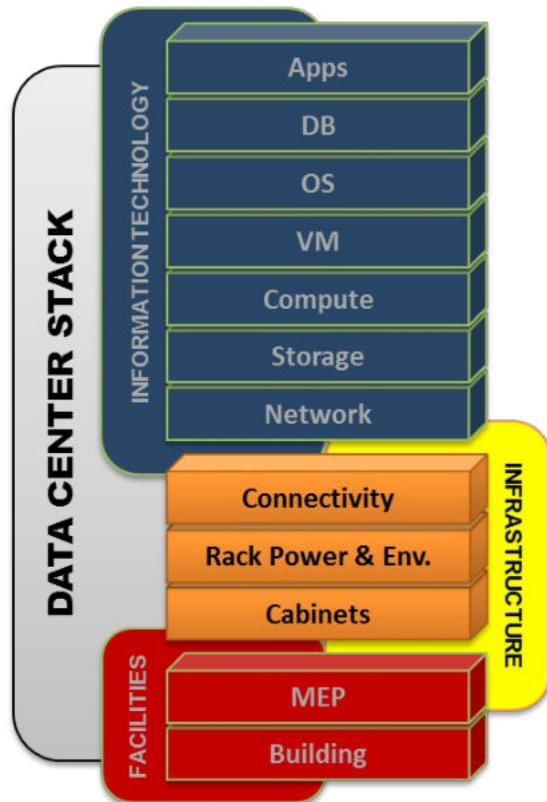 DATA CENTER STACK
INFORMATION TECHNOLOGY
Apps
DB
OS
VM
Compute
Storage
Network
INFRASTRUCTURE
Connectivity
Rack Power & Env.
Cabinets
FACILITIES
MEP
Building